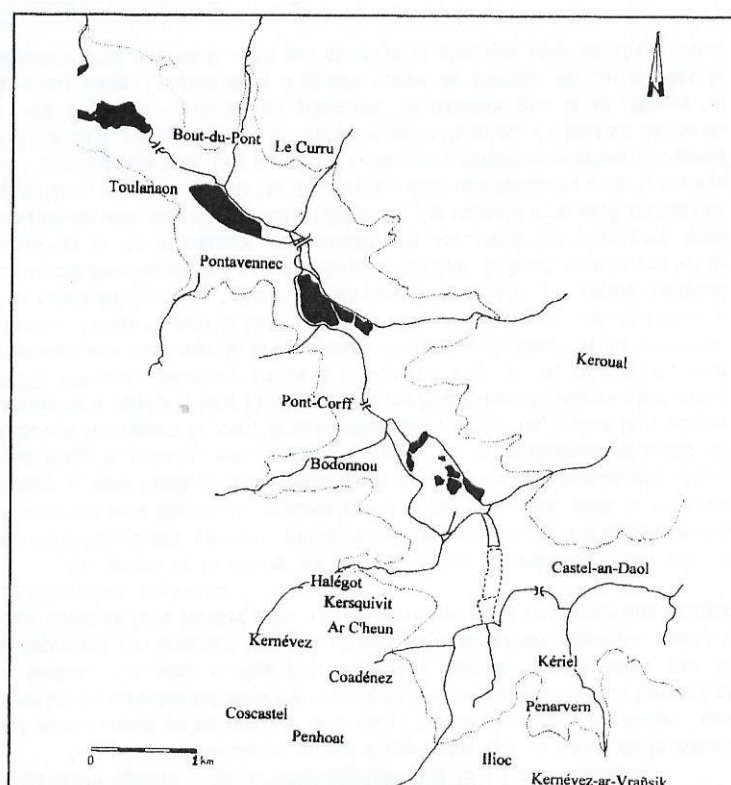 N
Bout-du-Pont
Le Curru
Toulanaon
Pontavennec
Keroual
Pont-Corff
Bodonnou
Halégot
Castel-an-Daol
Kersquivit
Kernévez
Ar C'heun
Kériel
Coadénez
Penarvern
Coscastel
Penhoat
Ilioc
0
1
km
Kernévez-ar-Vrañsik